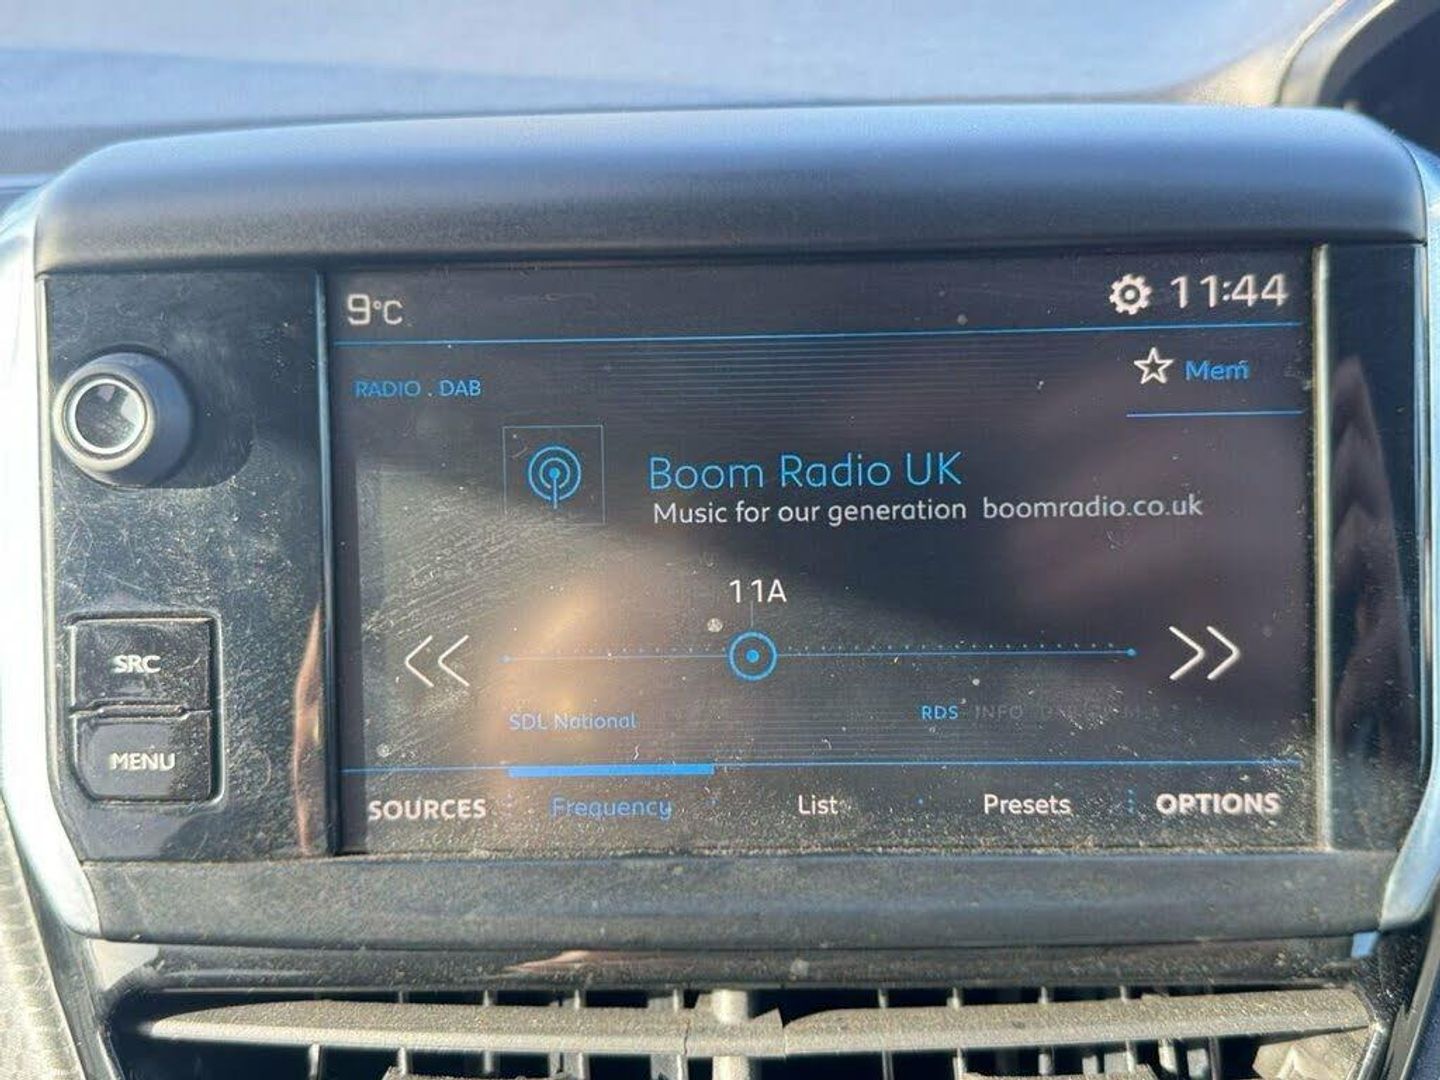 9°C
11:44
RADIO . DAB
Mem
Boom Radio UK
Music for our generation boomradio.co.uk
11A
SRC
SDL National
RDS INFO
MENU
SOURCES Frequency List Presets OPTIONS